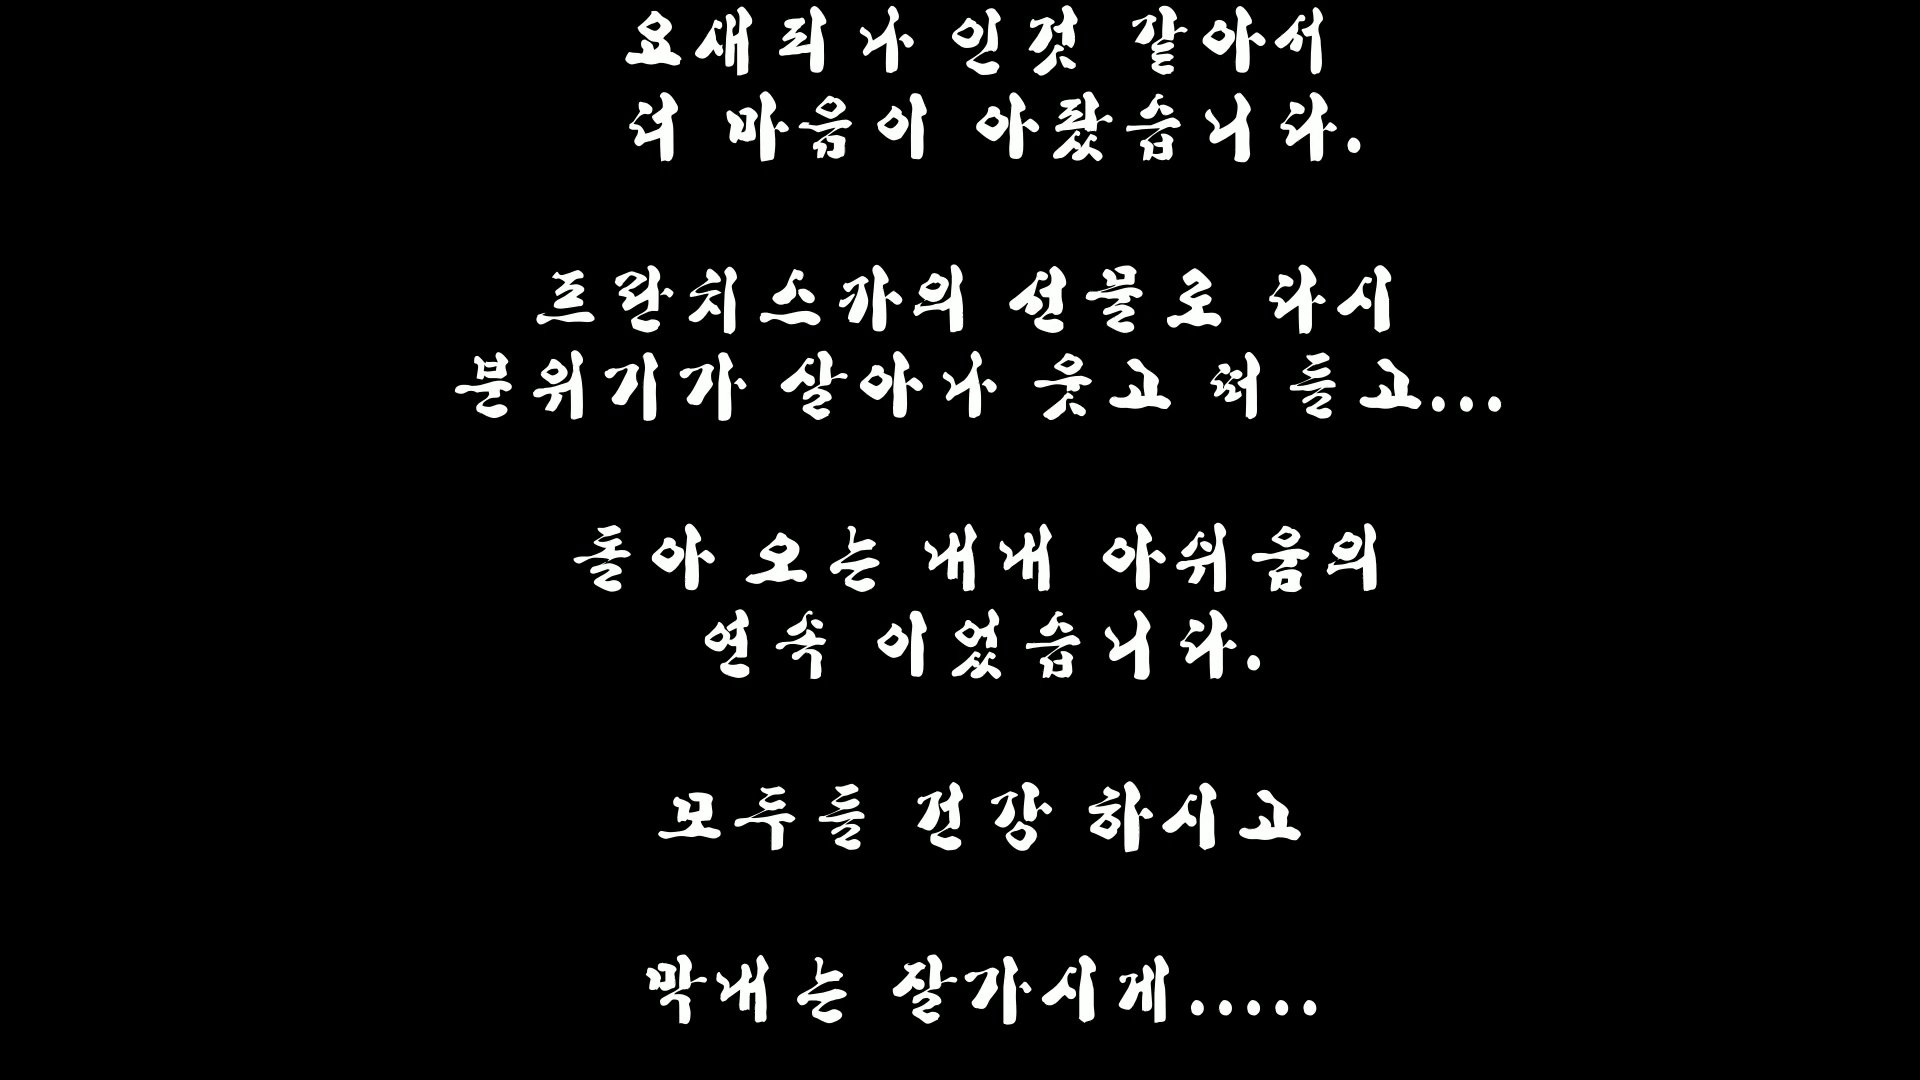 요새피나 인것 같아서
더 마음이 아팠습니다.
프란치스카의 선물로 다시
분위기가 살아나 웃고 떠들고...
돌아 오는 내내 아쉬움의
연속 이었습니다.
모두들 건강 하시고
막내는 잘가시게.....